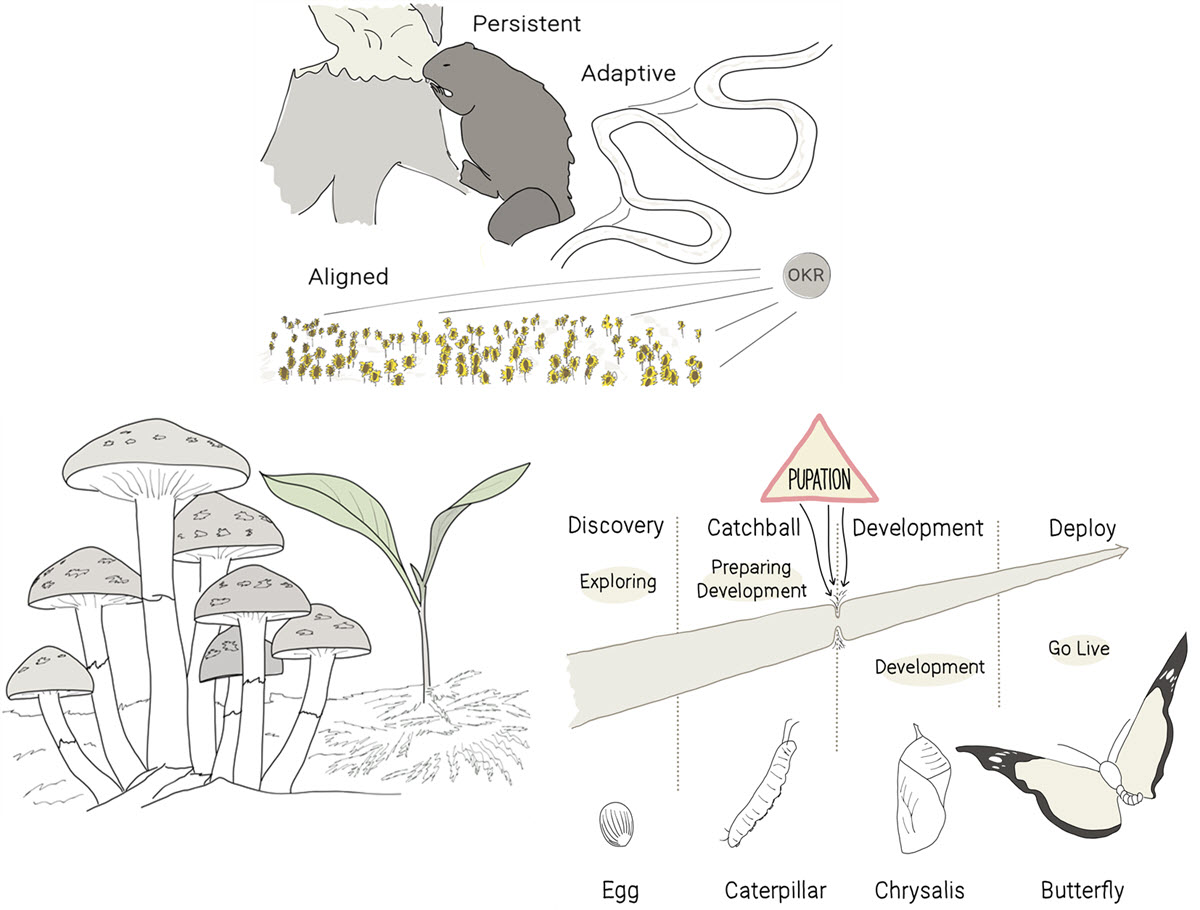 Persistent
Adaptive
Aligned
OKR
PUPATION
Discovery
Catchball
Development
Deploy
Exploring
Preparing
Development
Development
Go Live
Egg
Caterpillar
Chrysalis
Butterfly